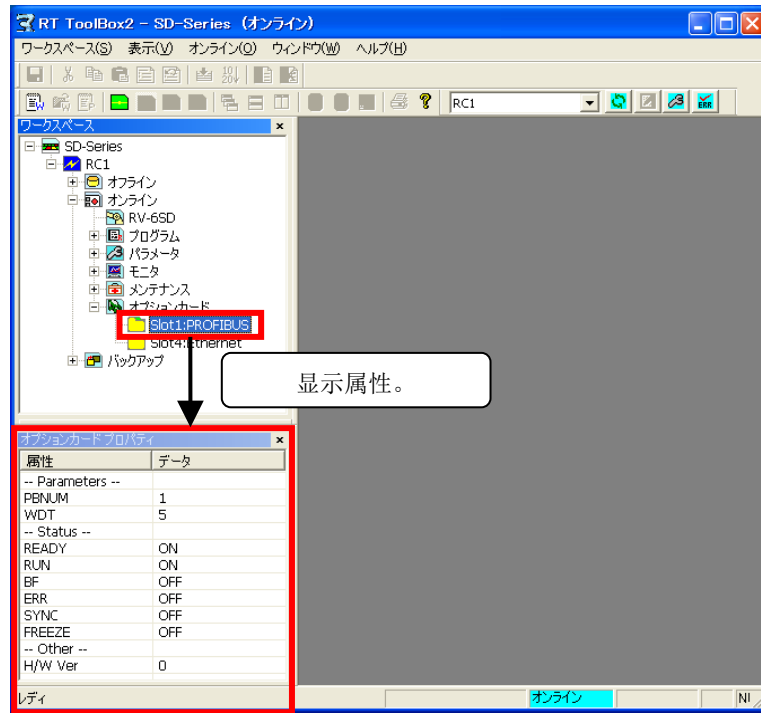 RT ToolBox2 - SD-Series (オンライン)
ワークスペース(S) 表示(V) オンライン(O) ウィンドウ(W) ヘルプ(H)
RC1
ワークスペース
SD-Series
RC1
オフライン
オンライン
RV-6SD
プログラム
パラメータ
モニタ
メンテナンス
オプションカード
Slot1:PROFIBUS
Slot4:Ethernet
バックアップ
显示属性。
オプションカード プロパティ
属性 データ
-- Parameters --
PBNUM 1
WDT 5
-- Status --
READY ON
RUN ON
BF OFF
ERR OFF
SYNC OFF
FREEZE OFF
-- Other --
H/W Ver 0
レディ オンライン NI